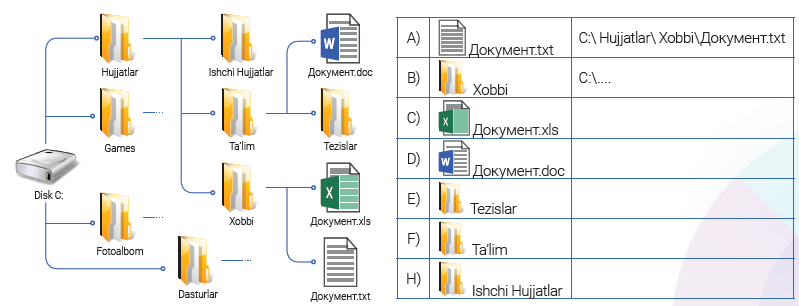 Hujjatlar
Ishchi Hujjatlar
Документ.doc
Games
...
Ta'lim
Tezislar
Disk C:
Xobbi
Документ.xls
Fotoalbom
...
Dasturlar
...
Документ.txt
A) Документ.txt C:\ Hujjatlar\ Xobbi\Документ.txt
B) Xobbi C:\....
C) Документ.xls
D) Документ.doc
E) Tezislar
F) Ta'lim
H) Ishchi Hujjatlar